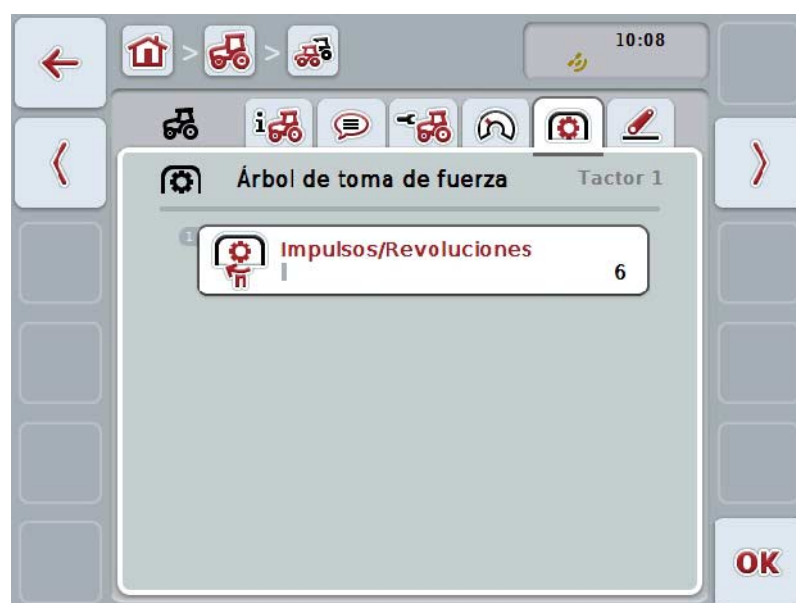 10:08
Árbol de toma de fuerza Tactor 1
1
Impulsos/Revoluciones
6
OK